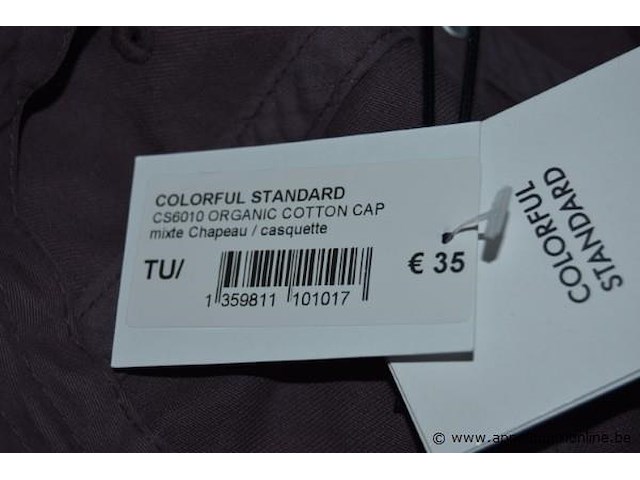 COLORFUL STANDARD
CS6010 ORGANIC COTTON CAP
mixte Chapeau / casquette
TU/
€ 35
1 359811 101017
COLORFUL
STANDARD
©